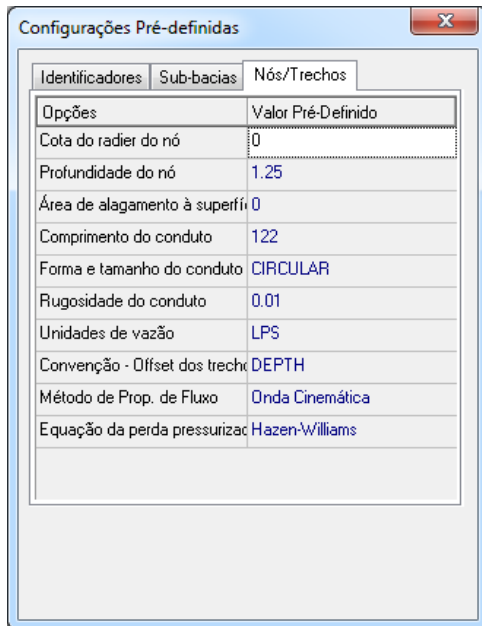 Configurações Pré-definidas
Identificadores Sub-bacias Nós/Trechos
Opções Valor Pré-Definido
Cota do radier do nó 0
Profundidade do nó 1.25
Área de alagamento à superfí 0
Comprimento do conduto 122
Forma e tamanho do conduto CIRCULAR
Rugosidade do conduto 0.01
Unidades de vazão LPS
Convenção - Offset dos trech DEPTH
Método de Prop. de Fluxo Onda Cinemática
Equação da perda pressuriza Hazen-Williams